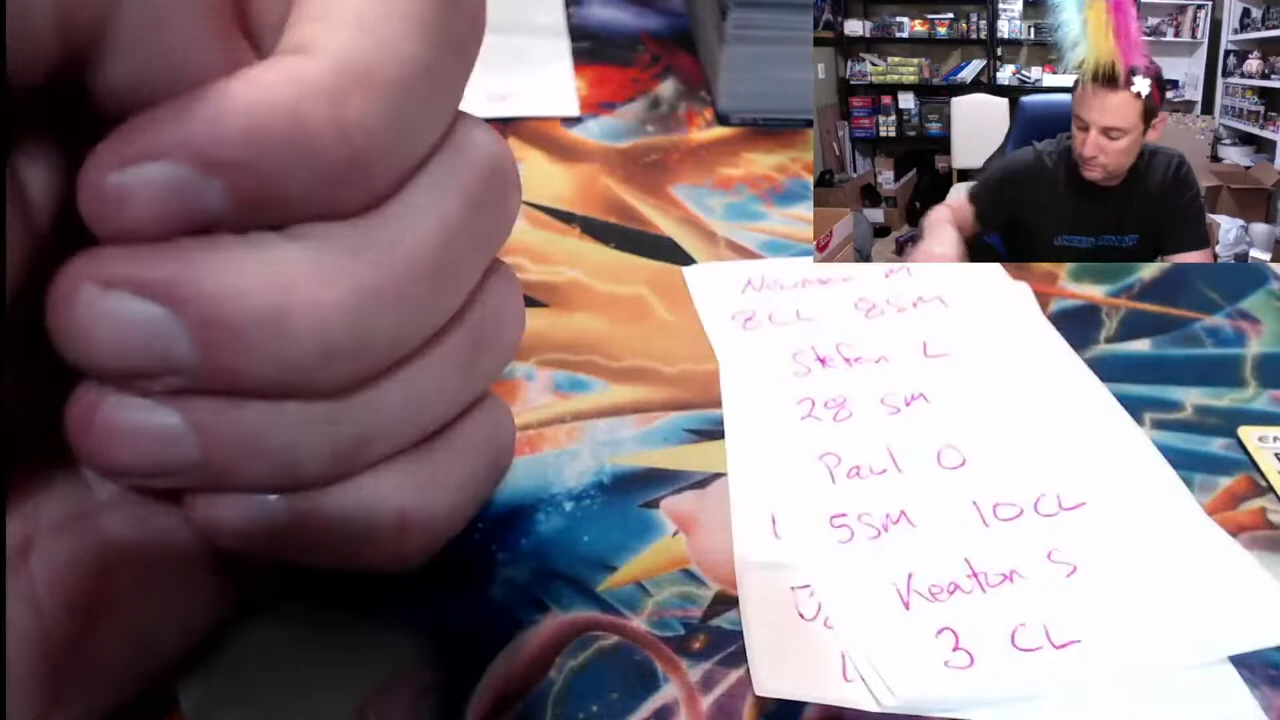 M
8CL 8SM
Stefan L
28 SM
Paul O
5SM 10CL
Keaton S
3 CL